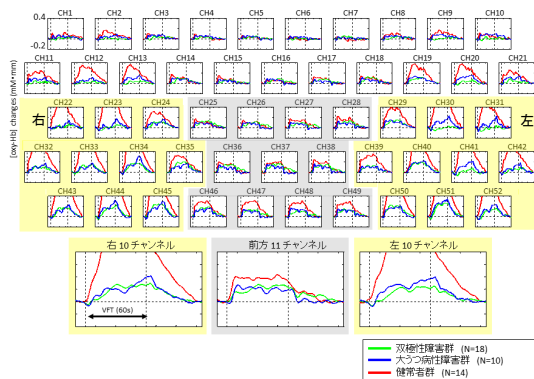 CH1 CH2 CH3 CH4 CH5 CH6 CH7 CH8 CH9 CH10
0.4
-0.2
CH11 CH12 CH13 CH14 CH15 CH16 CH17 CH18 CH19 CH20 CH21
[oxy-Hb] changes (mM•mm)
右
CH22 CH23 CH24 CH25 CH26 CH27 CH28 CH29 CH30 CH31
左
CH32 CH33 CH34 CH35 CH36 CH37 CH38 CH39 CH40 CH41 CH42
CH43 CH44 CH45 CH46 CH47 CH48 CH49 CH50 CH51 CH52
右 10 チャンネル
前方 11 チャンネル
左 10 チャンネル
VFT (60s)
双極性障害群 (N=18)
大うつ病性障害群 (N=10)
健常者群 (N=14)